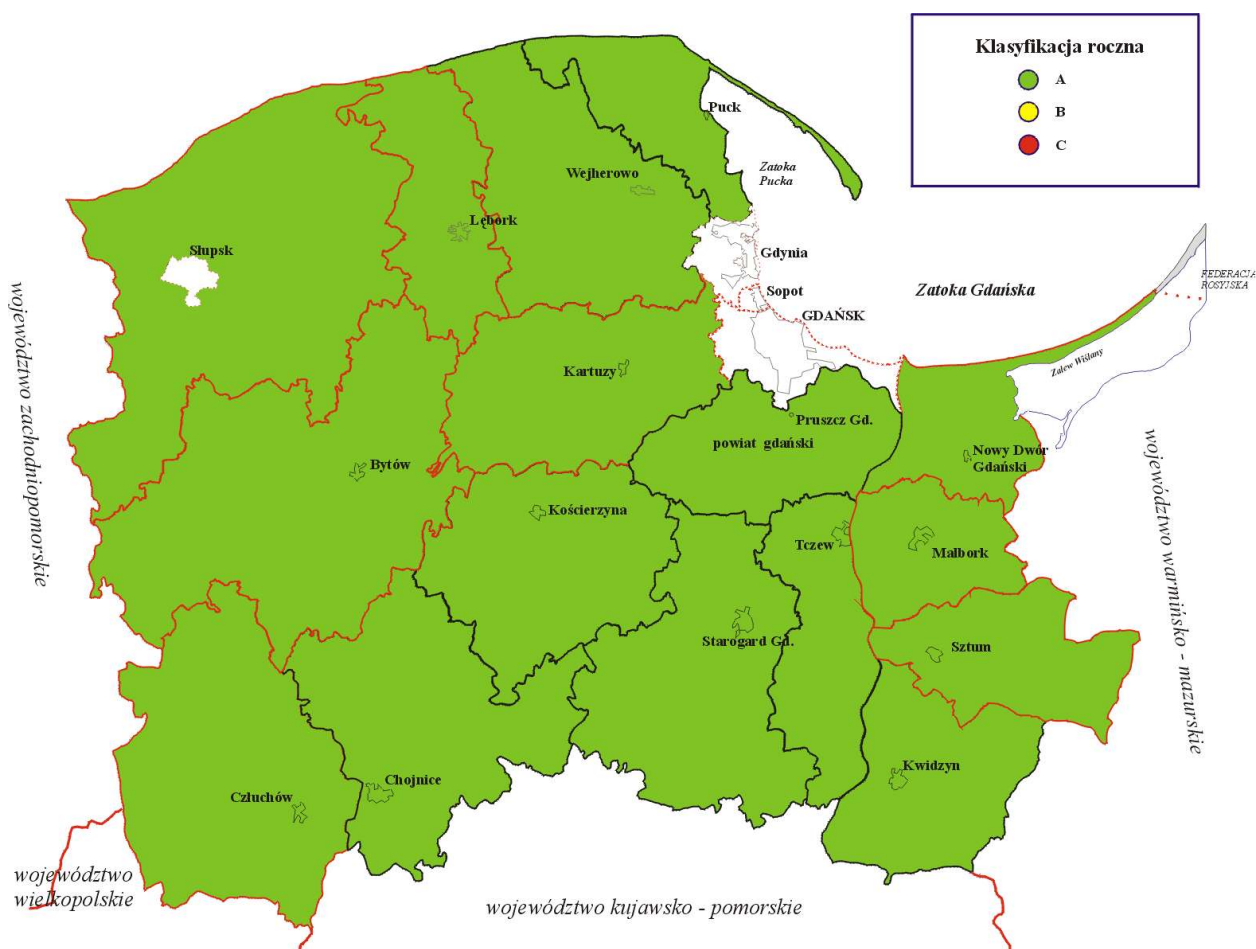 Klasyfikacja roczna
A
B
C
Puck
Zatoka
Pucka
Wejherowo
Lębork
Słupsk
Gdynia
Sopot
GDAŃSK
Zatoka Gdańska
FEDERACJA
ROSYJSKA
Zalew Wiślany
województwo zachodniopomorskie
Kartuzy
Pruszcz Gd.
powiat gdański
Nowy Dwór
Gdański
Bytów
Kościerzyna
Tczew
Malbork
województwo warmińsko - mazurskie
Starogard Gd.
Sztum
Kwidzyn
Chojnice
Człuchów
województwo
wielkopolskie
województwo kujawsko - pomorskie